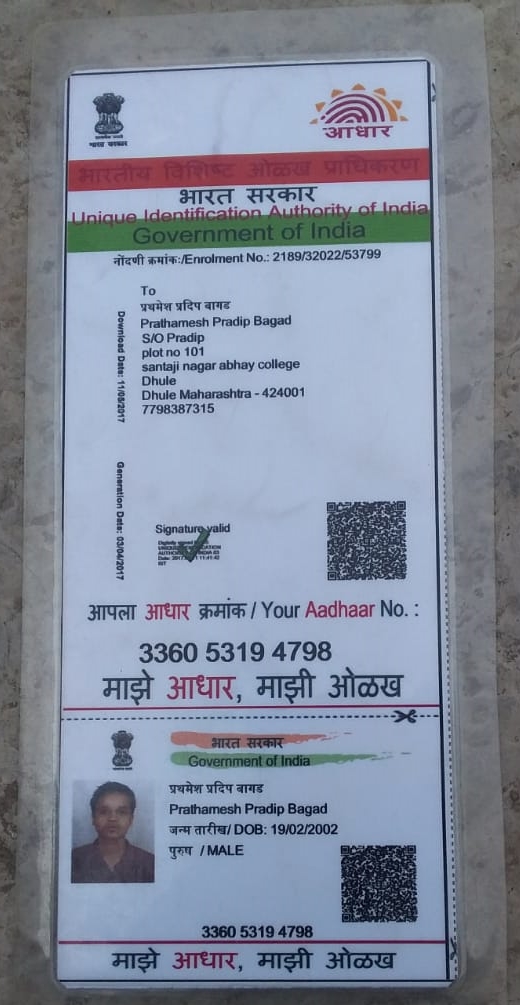 भारत सरकार
आधार
भारतीय विशिष्ट ओळख प्राधिकरण
भारत सरकार
Unique Identification Authority of India
Government of India
नोंदणी क्रमांक:/Enrolment No.: 2189/32022/53799
To
प्रथमेश प्रदिप बागड
Prathamesh Pradip Bagad
S/O Pradip
plot no 101
santaji nagar abhay college
Dhule
Dhule Maharashtra - 424001
7798387315
Download Date: 11/05/2017
Generation Date: 03/04/2017
Signature valid
आपला आधार क्रमांक / Your Aadhaar No. :
3360 5319 4798
माझे आधार, माझी ओळख
भारत सरकार
Government of India
प्रथमेश प्रदिप बागड
Prathamesh Pradip Bagad
जन्म तारीख/ DOB: 19/02/2002
पुरुष / MALE
3360 5319 4798
माझे आधार, माझी ओळख